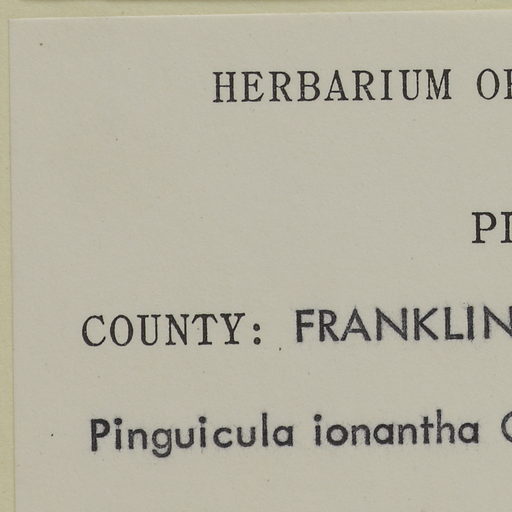 HERBARIUM
COUNTY: FRANKLIN
Pinguicula ionantha